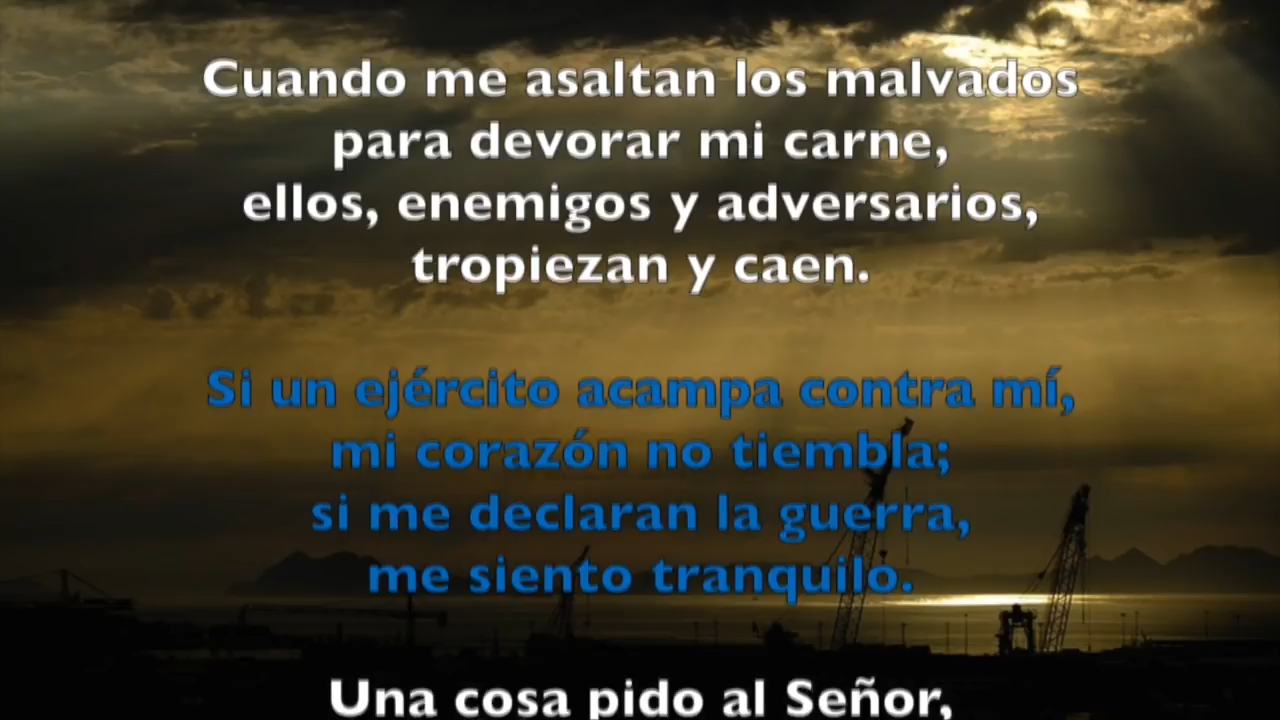 Cuando me asaltan los malvados
para devorar mi carne,
ellos, enemigos y adversarios,
tropiezan y caen.
Si un ejército acampa contra mí,
mi corazón no tiembla;
si me declaran la guerra,
me siento tranquilo.
Una cosa pido al Señor,